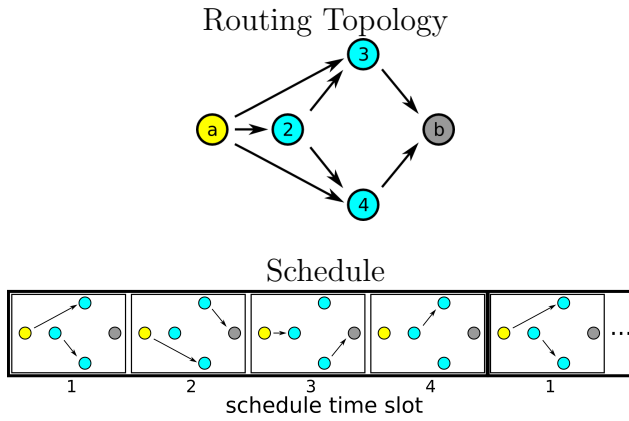 Routing Topology
3
a
2
b
4
Schedule
...
1 2 3 4 1
schedule time slot